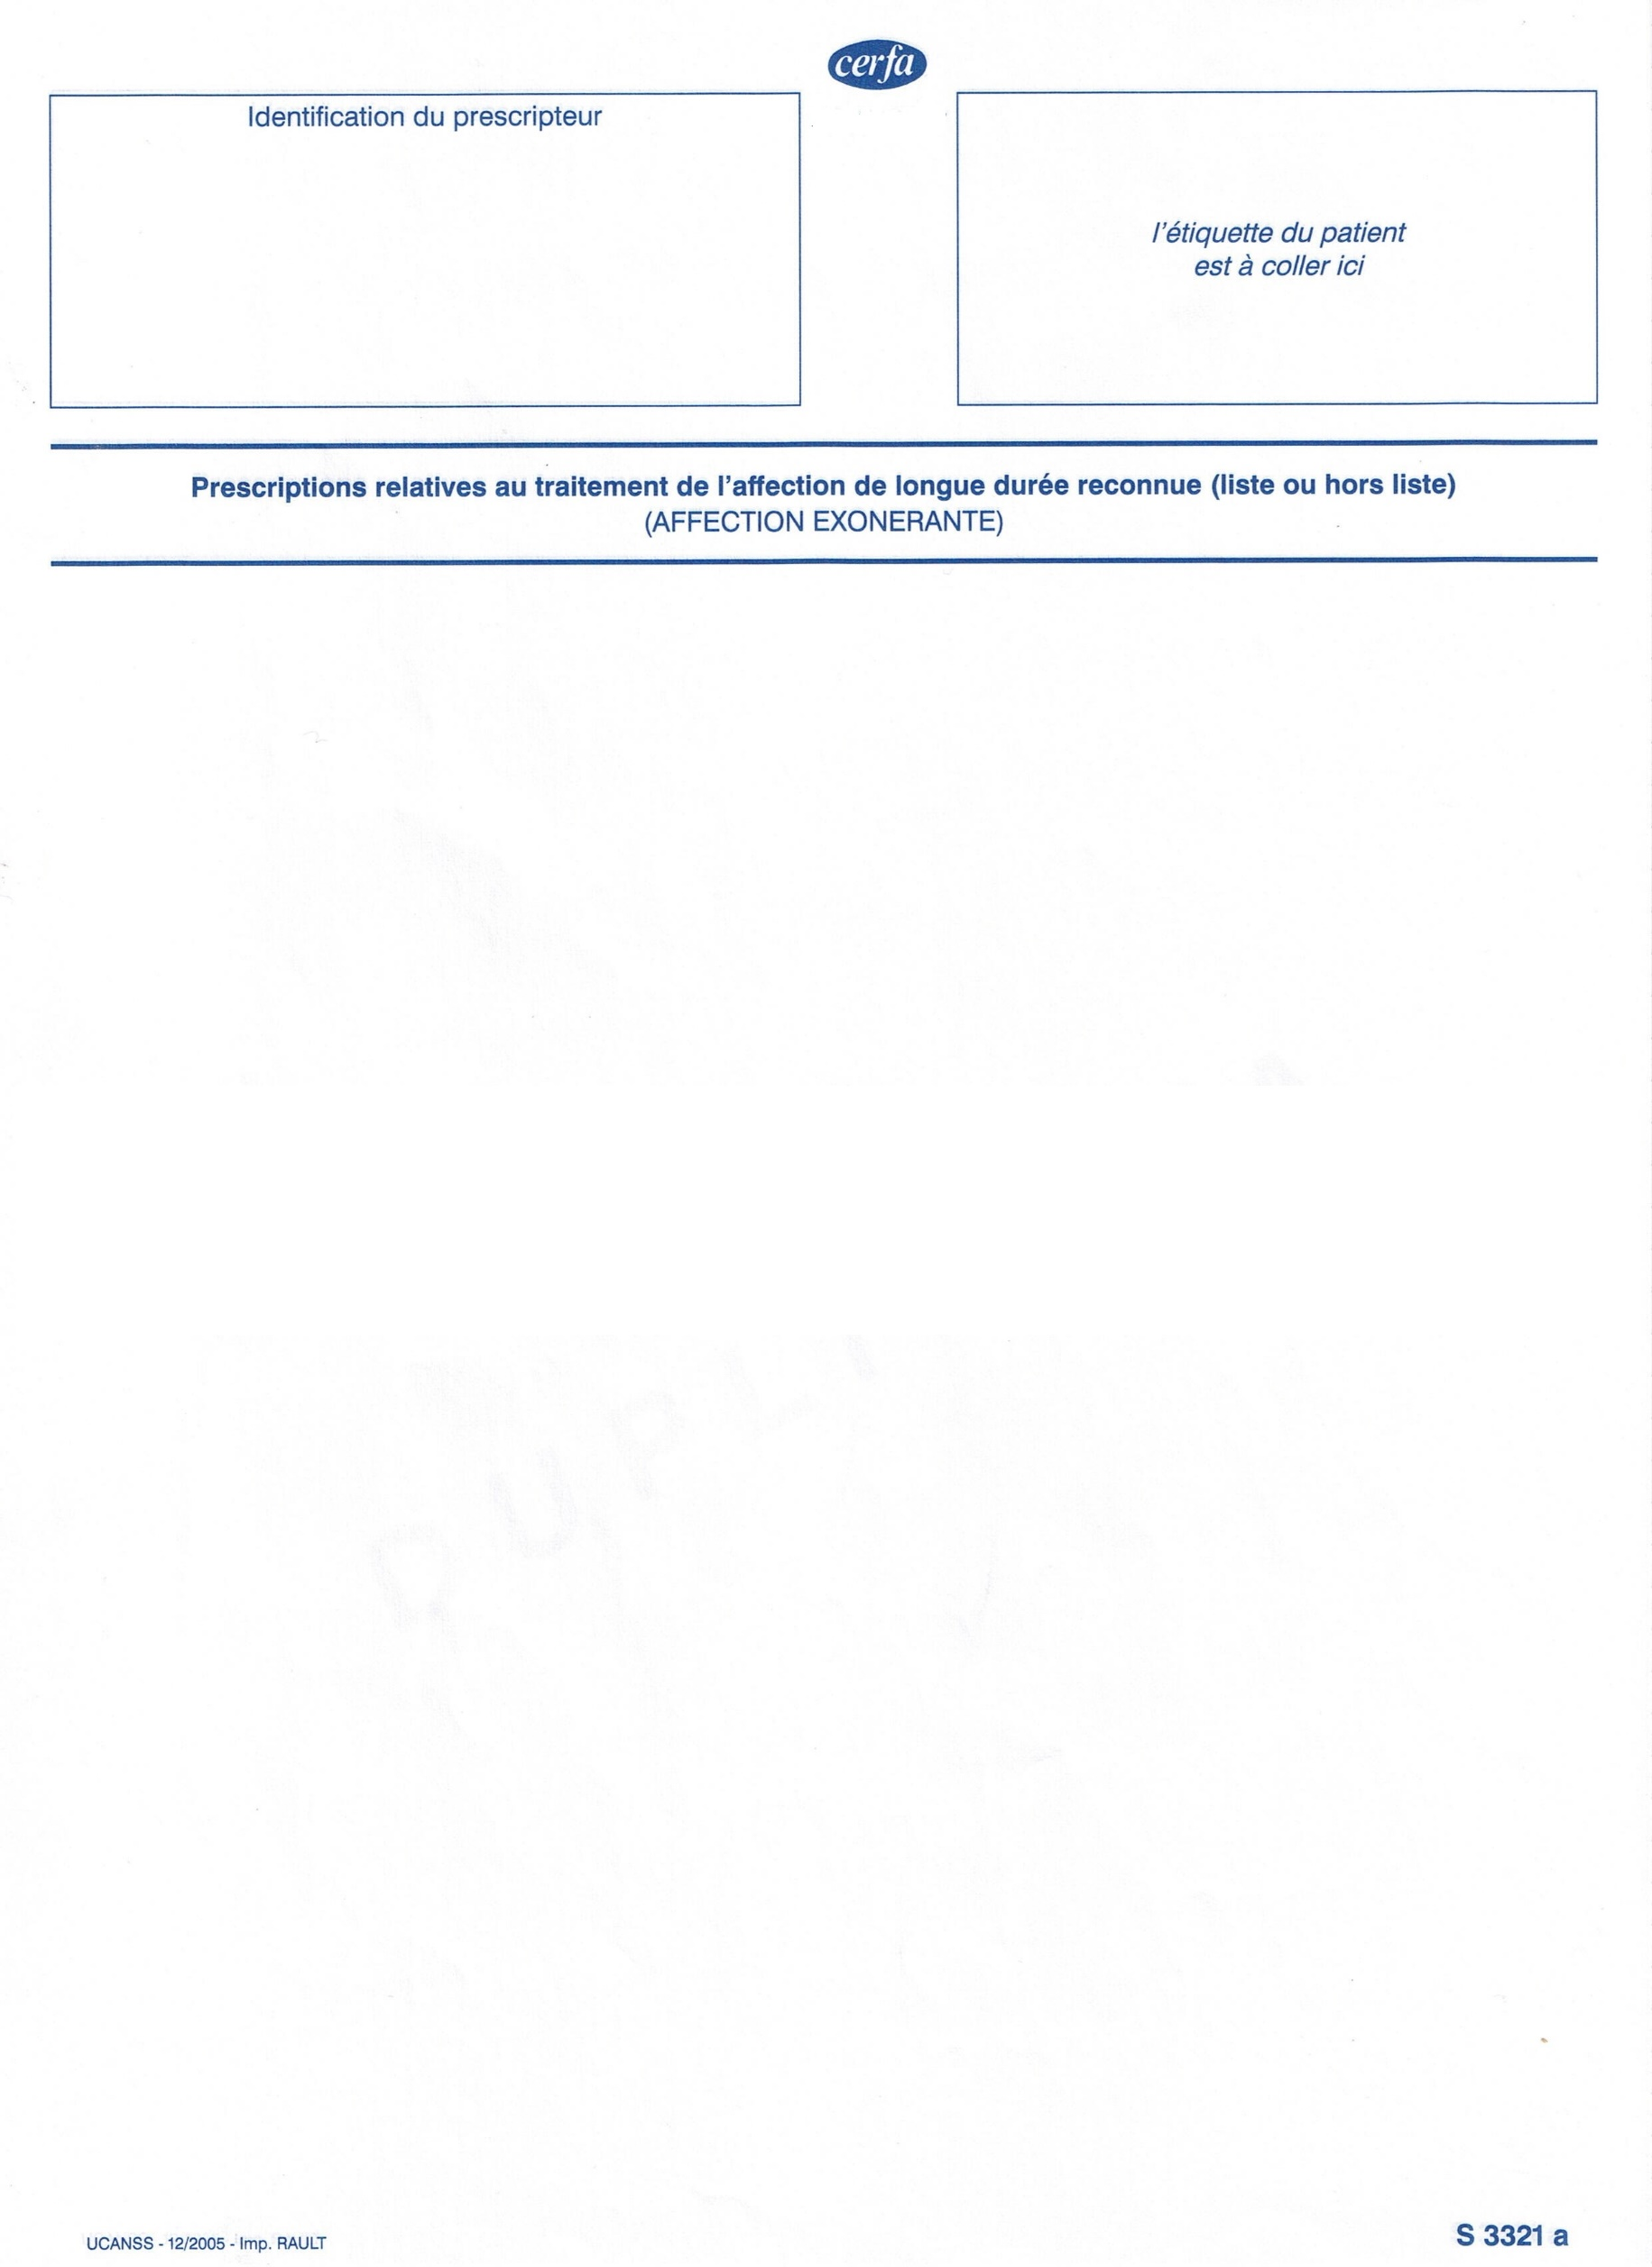 cerfa
Identification du prescripteur
l'étiquette du patient
est à coller ici
Prescriptions relatives au traitement de l'affection de longue durée reconnue (liste ou hors liste)
(AFFECTION EXONERANTE)
UCANSS - 12/2005 - Imp. RAULT
S 3321 a